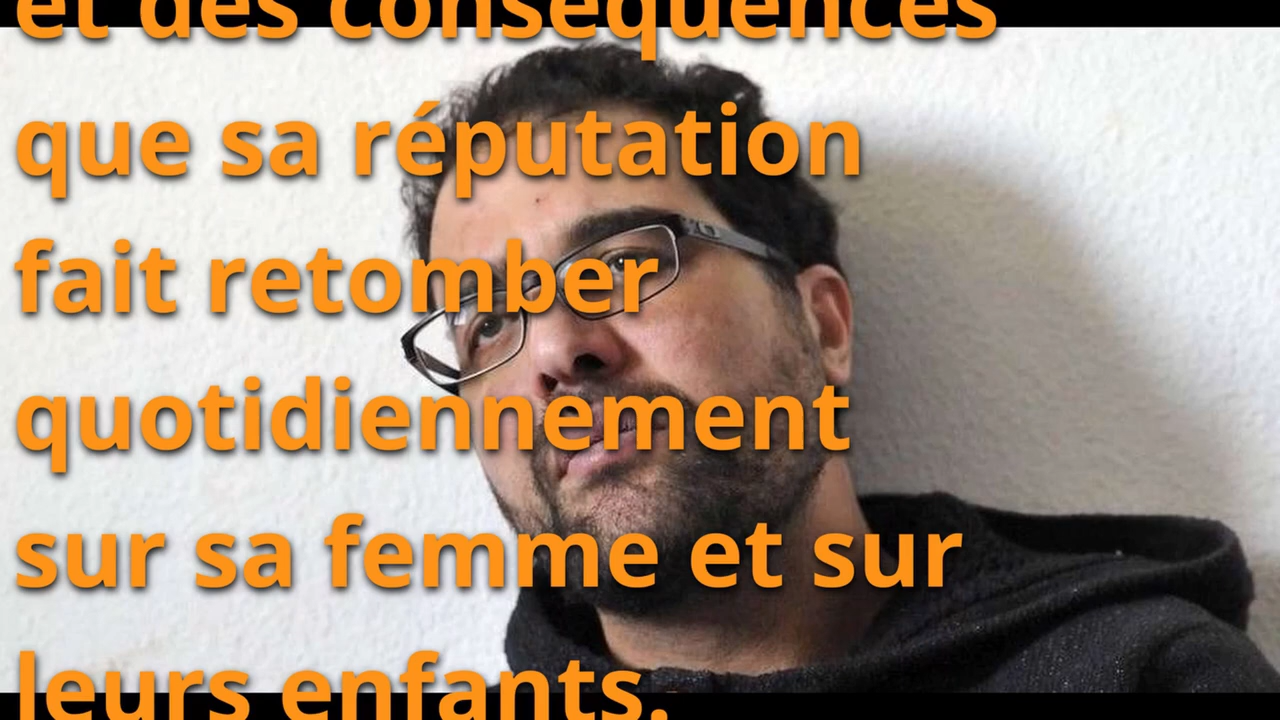 et des conséquences
que sa réputation
fait retomber
quotidiennement
sur sa femme et sur
leurs enfants.